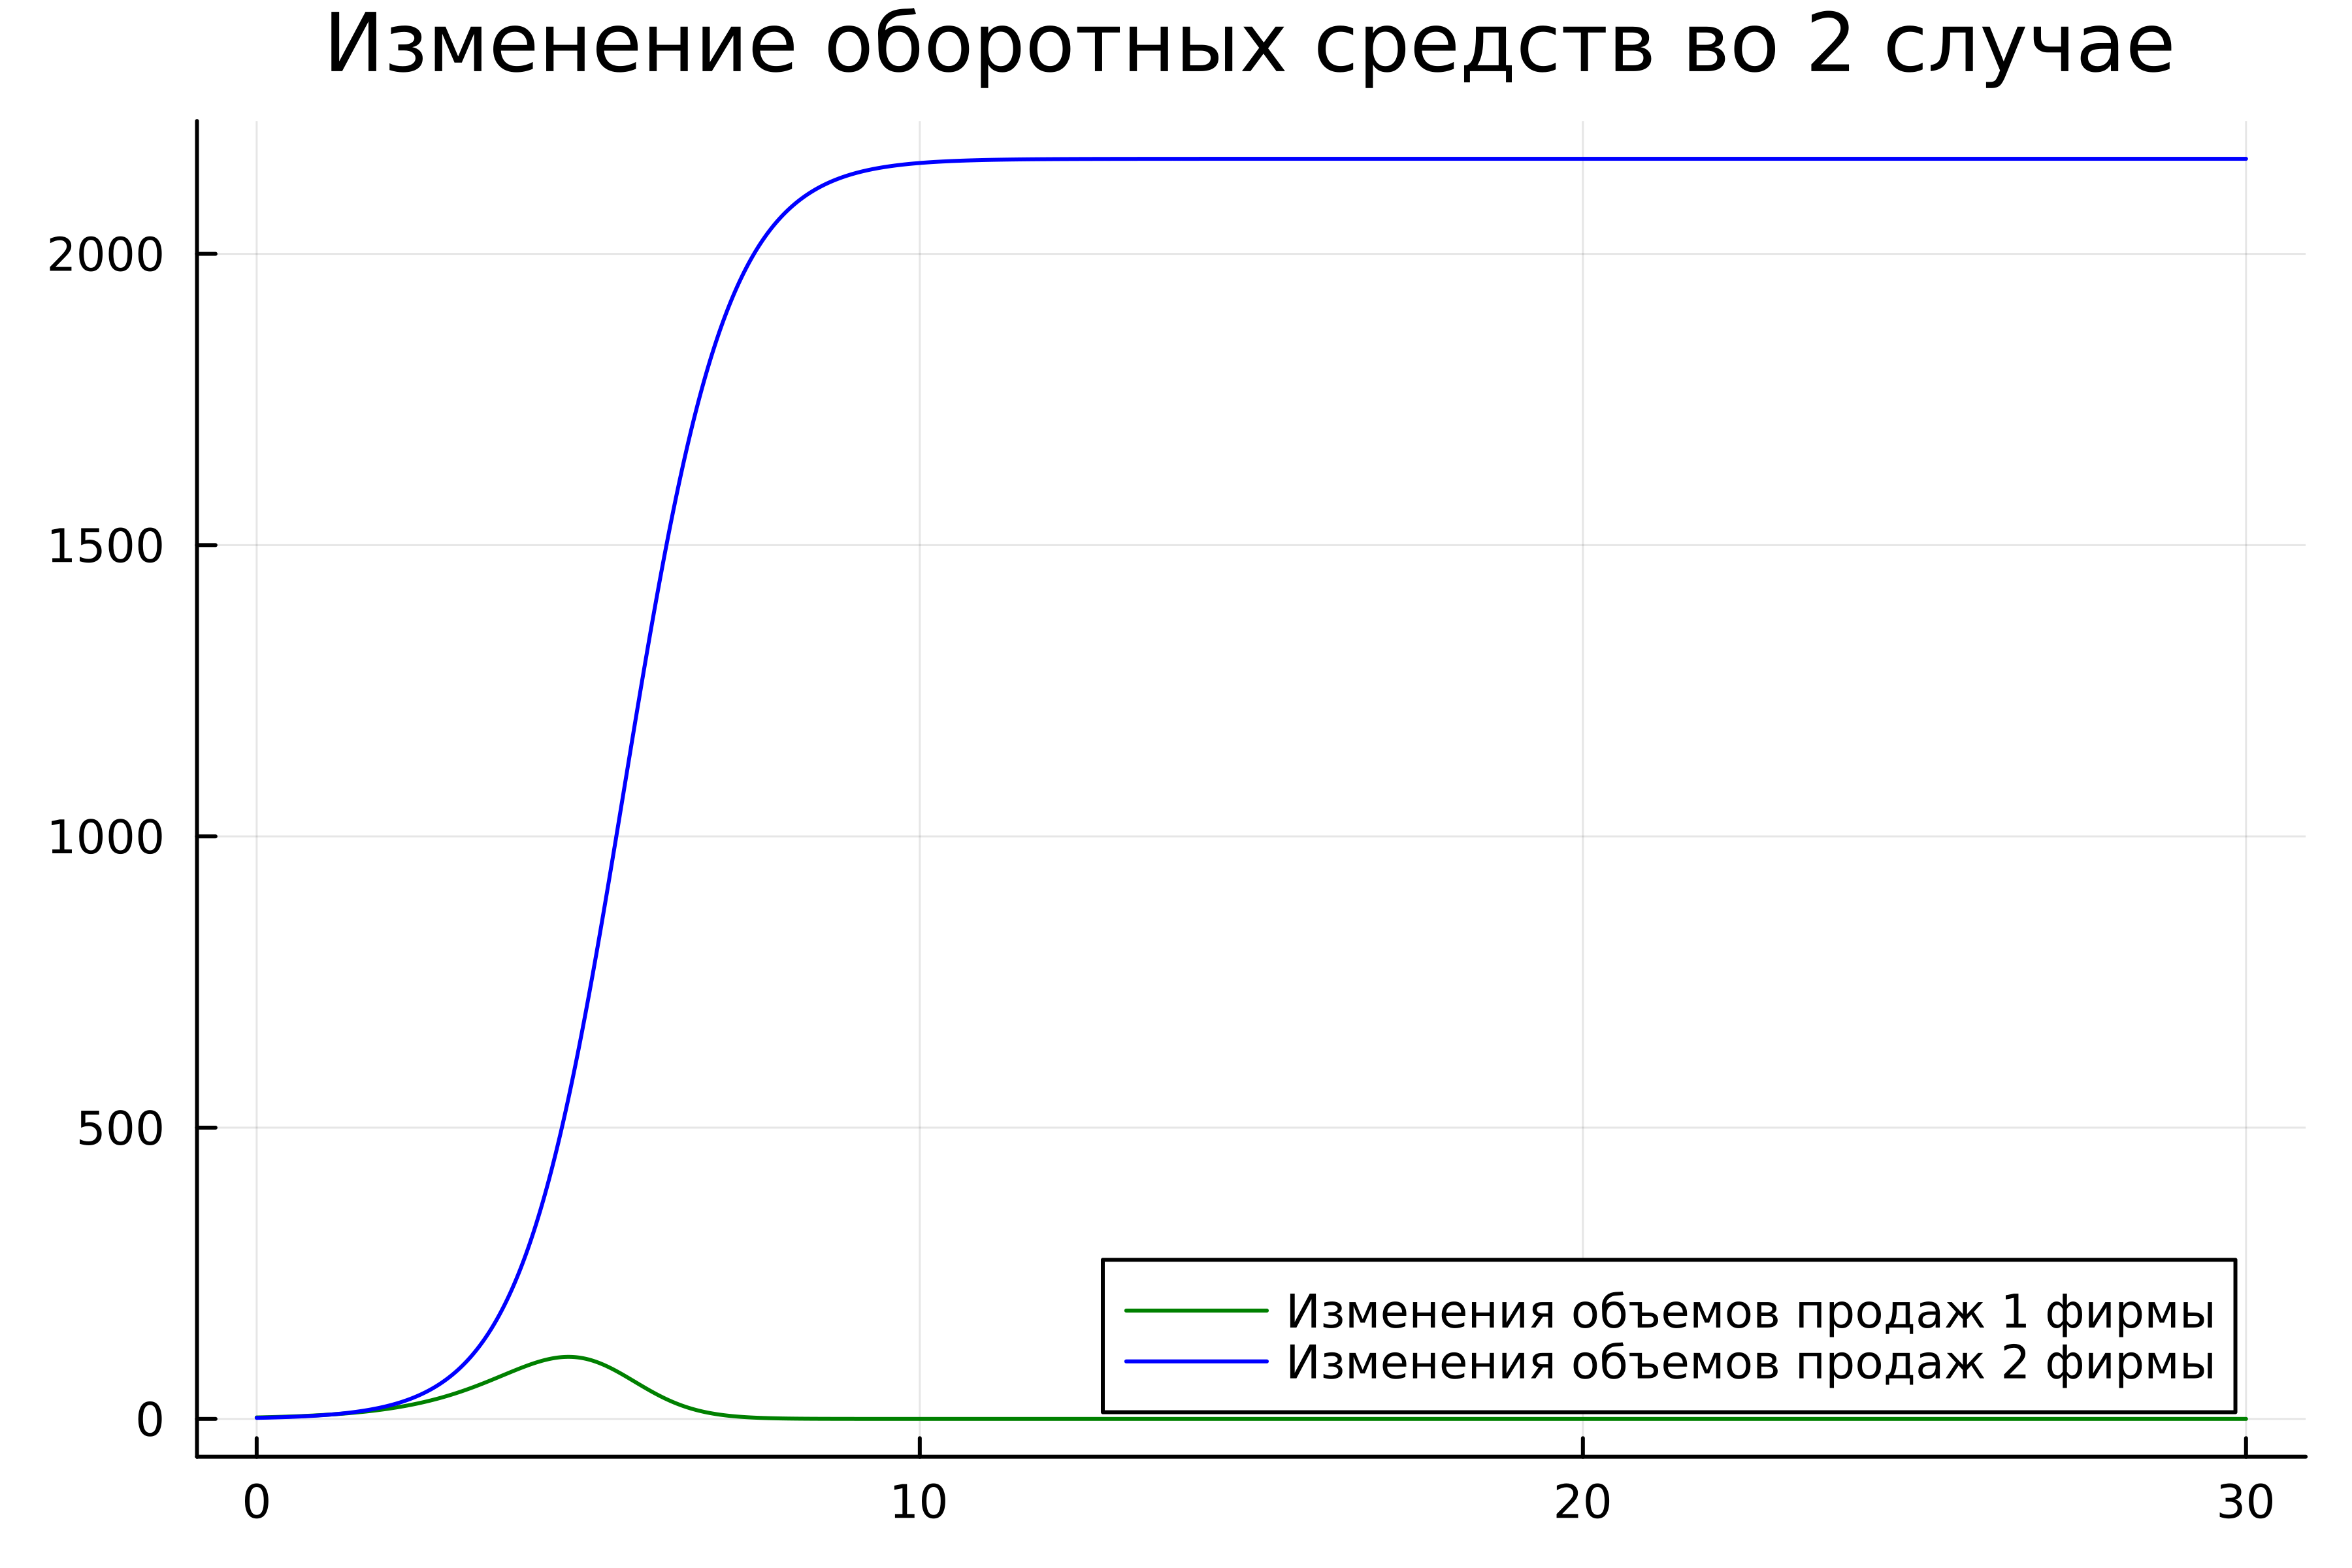 Изменение оборотных средств во 2 случае
2000
1500
1000
500
0
Изменения объемов продаж 1 фирмы
Изменения объемов продаж 2 фирмы
0 10 20 30